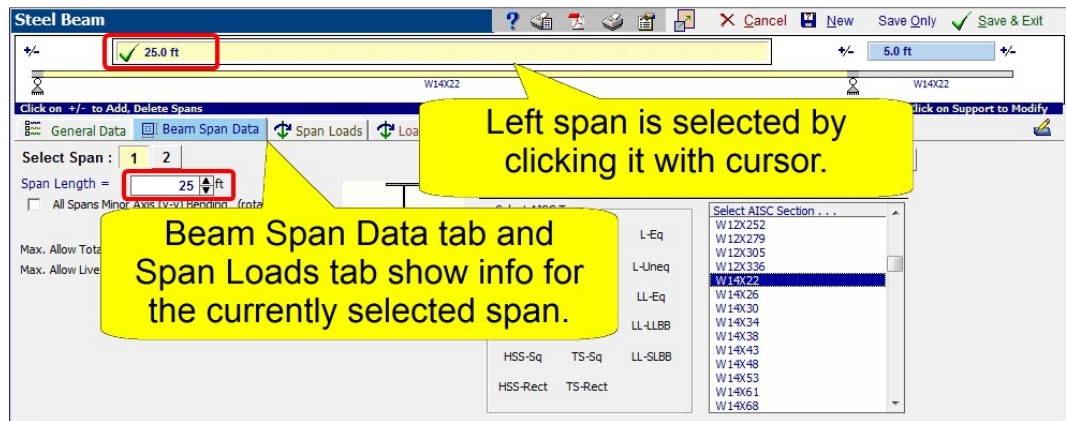 Steel Beam
? Cancel New Save Only Save & Exit
+/- 25.0 ft +/- 5.0 ft +/-
W14X22 W14X22
Click on +/- to Add, Delete Spans Click on Support to Modify
General Data Beam Span Data Span Loads Loa
Left span is selected by
clicking it with cursor.
Select Span : 1 2
Span Length = 25 ft
All Spans Minor Axis (y-y) Bending (rota
Max. Allow Tota
Max. Allow Live
Beam Span Data tab and
Span Loads tab show info for
the currently selected span.
L-Eq
L-Uneq
LL-Eq
LL-LLBB
HSS-Sq TS-Sq LL-SLBB
HSS-Rect TS-Rect
Select AISC Section . . .
W12X252
W12X279
W12X305
W12X336
W14X22
W14X26
W14X30
W14X34
W14X38
W14X43
W14X48
W14X53
W14X61
W14X68